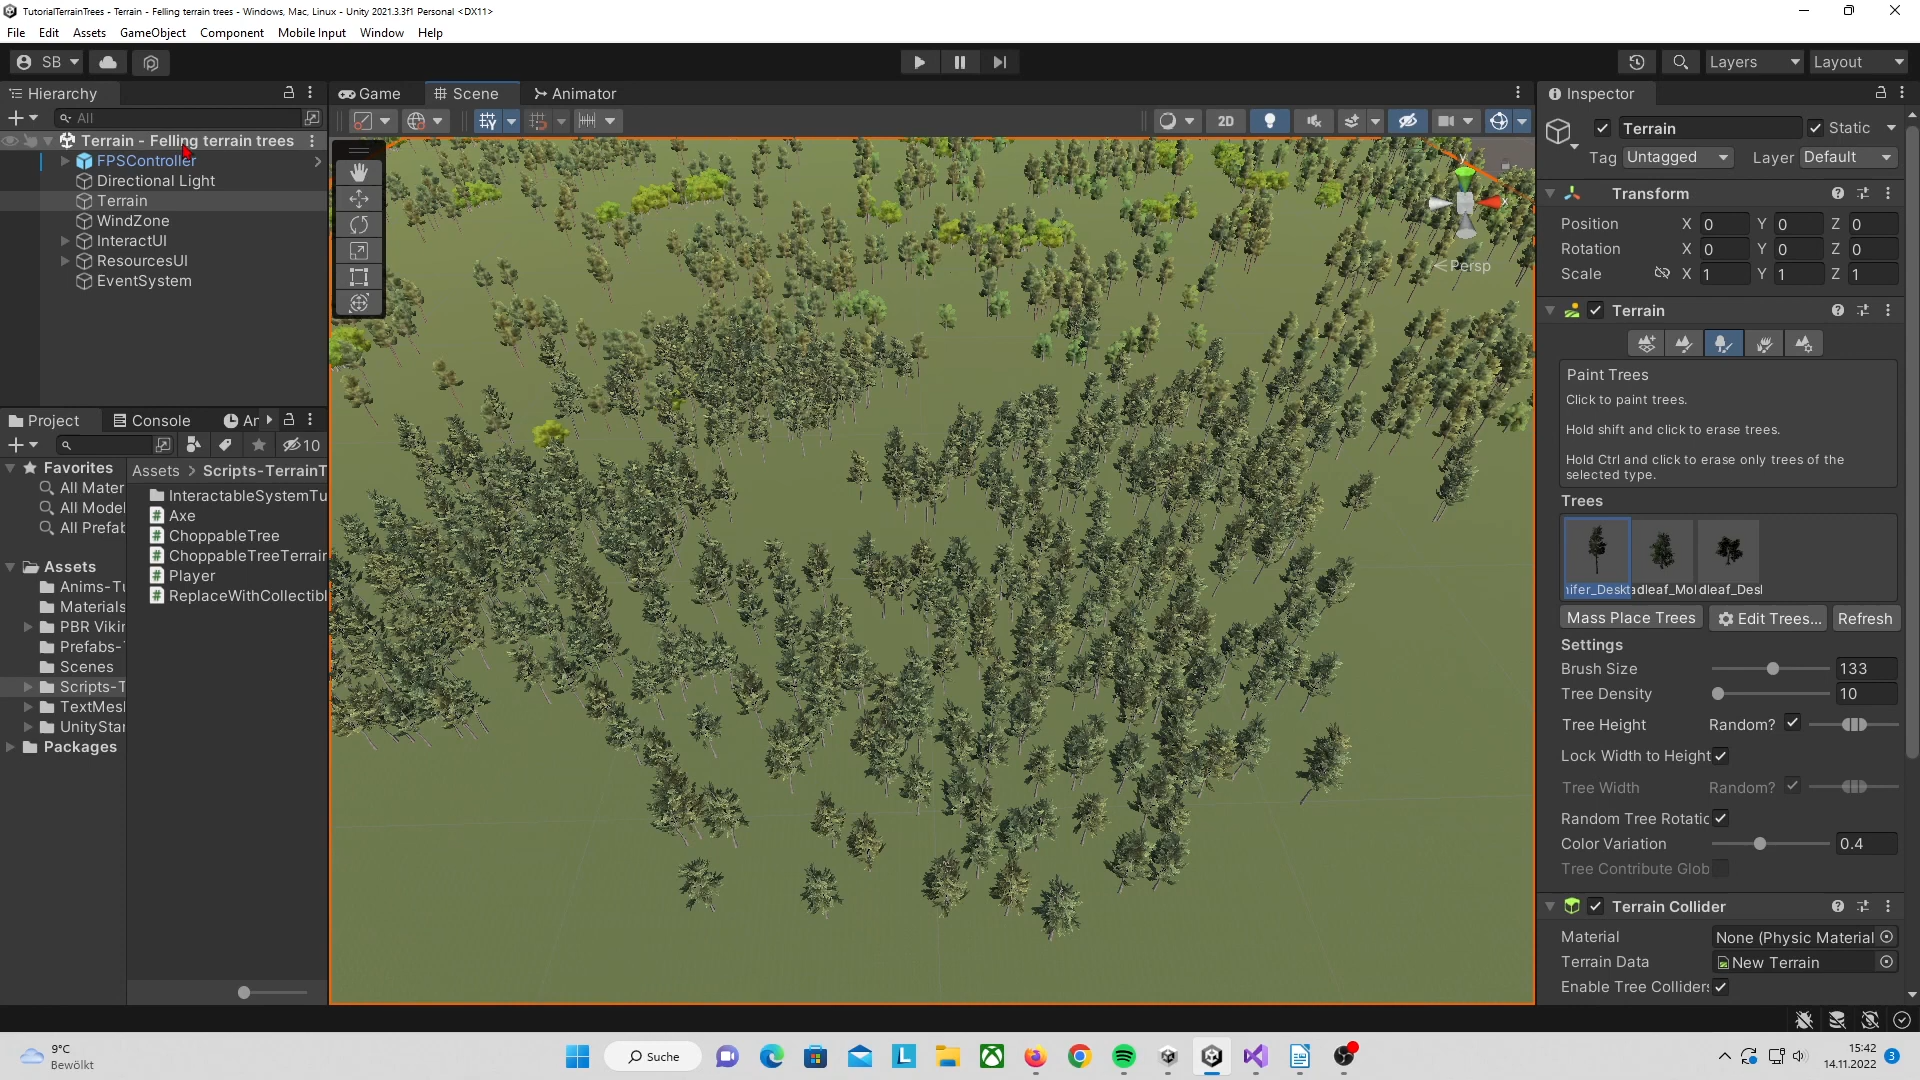 TutorialTerrainTrees - Terrain - Felling terrain trees - Windows, Mac, Linux - Unity 2021.3.3f1 Personal <DX11>
File Edit Assets GameObject Component Mobile Input Window Help
SB
Layers Layout
Hierarchy
All
Terrain - Felling terrain trees
FPSController
Directional Light
Terrain
WindZone
InteractUI
ResourcesUI
EventSystem
Project Console Ar
10
Favorites
All Mater
All Model
All Prefab
Assets
Anims-Tu
Materials
PBR Vikin
Prefabs-
Scenes
Scripts-T
TextMesh
UnityStar
Packages
Assets > Scripts-TerrainT
InteractableSystemTu
Axe
ChoppableTree
ChoppableTreeTerrain
Player
ReplaceWithCollectibl
Game Scene Animator
2D
y
x
Persp
Inspector
Terrain Static
Tag Untagged Layer Default
Transform
Position X 0 Y 0 Z 0
Rotation X 0 Y 0 Z 0
Scale X 1 Y 1 Z 1
Terrain
Paint Trees
Click to paint trees.
Hold shift and click to erase trees.
Hold Ctrl and click to erase only trees of the
selected type.
Trees
nifer_Deskt adleaf_Mol dleaf_Desl
Mass Place Trees Edit Trees... Refresh
Settings
Brush Size 133
Tree Density 10
Tree Height Random?
Lock Width to Height
Tree Width Random?
Random Tree Rotatic
Color Variation 0.4
Tree Contribute Glob
Terrain Collider
Material None (Physic Material
Terrain Data New Terrain
Enable Tree Colliders
9°C
Bewölkt
Suche
L
15:42
14.11.2022
3